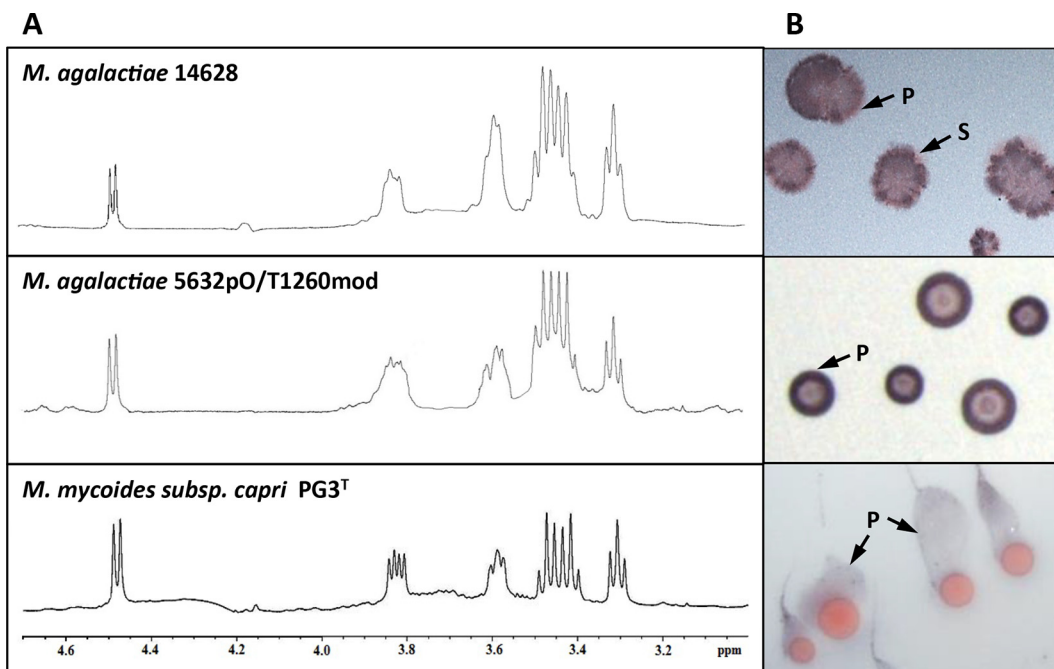 A
B
M. agalactiae 14628
P
S
M. agalactiae 5632pO/T1260mod
P
M. mycoides subsp. capri PG3ᵀ
P
4.6 4.4 4.2 4.0 3.8 3.6 3.4 3.2 ppm